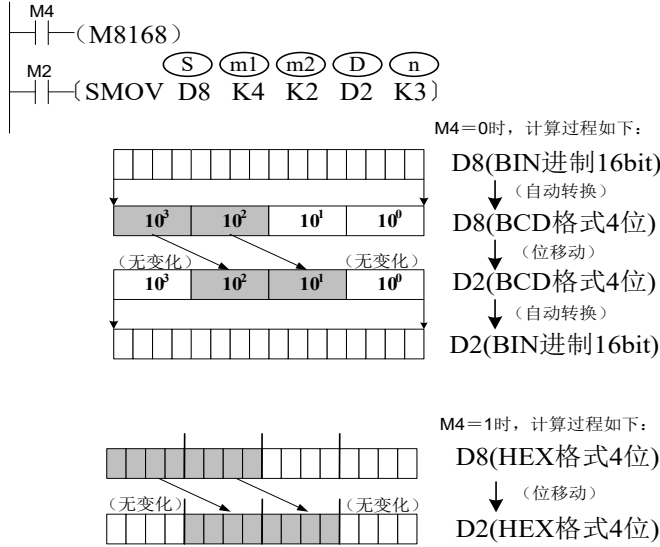 M4
(M8168)
S m1 m2 D n
M2
[SMOV D8 K4 K2 D2 K3]
M4=0时，计算过程如下：
D8(BIN进制16bit)
（自动转换）
10³ 10² 10¹ 10⁰
D8(BCD格式4位)
（位移动）
（无变化） （无变化）
10³ 10² 10¹ 10⁰
D2(BCD格式4位)
（自动转换）
D2(BIN进制16bit)
M4=1时，计算过程如下：
D8(HEX格式4位)
（位移动）
（无变化） （无变化）
D2(HEX格式4位)